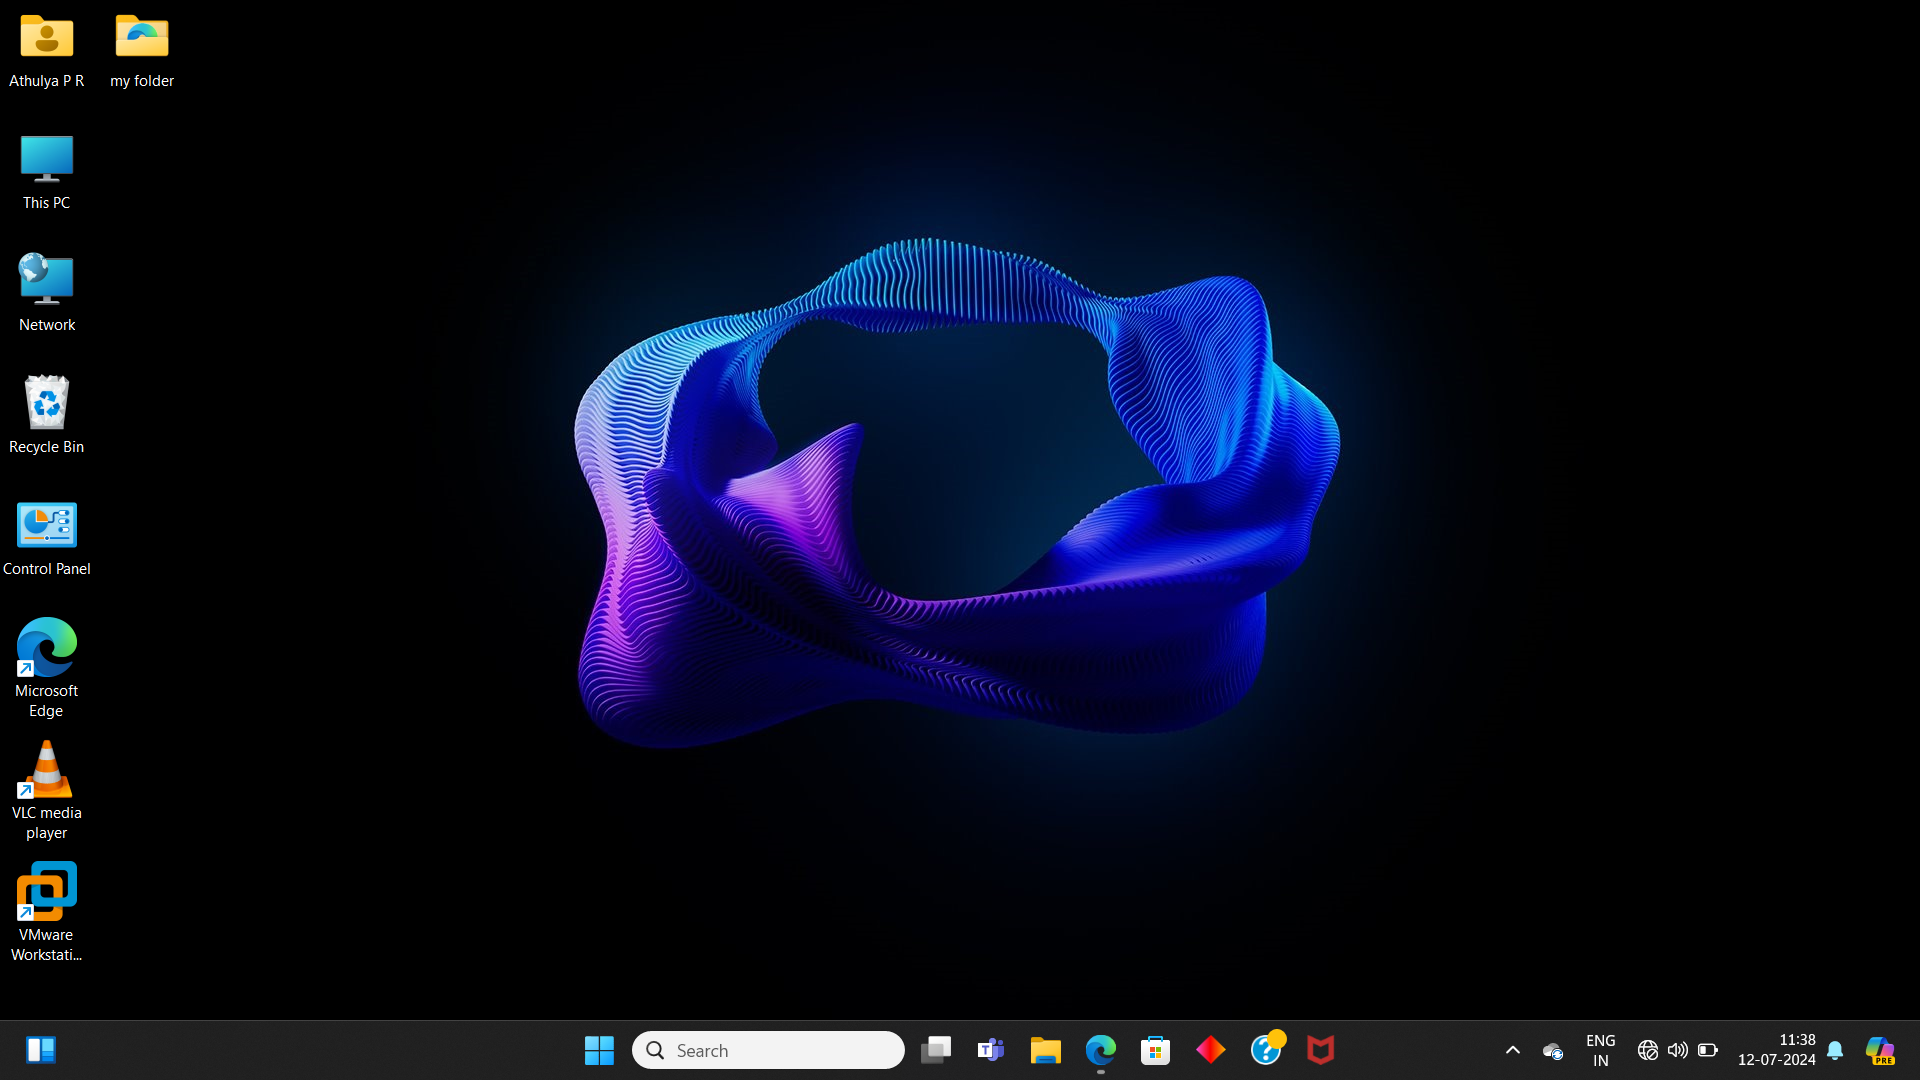 Athulya P R
my folder
This PC
Network
Recycle Bin
Control Panel
Microsoft
Edge
VLC media
player
VMware
Workstati...
Search
T
?
ENG
IN
11:38
12-07-2024
PRE